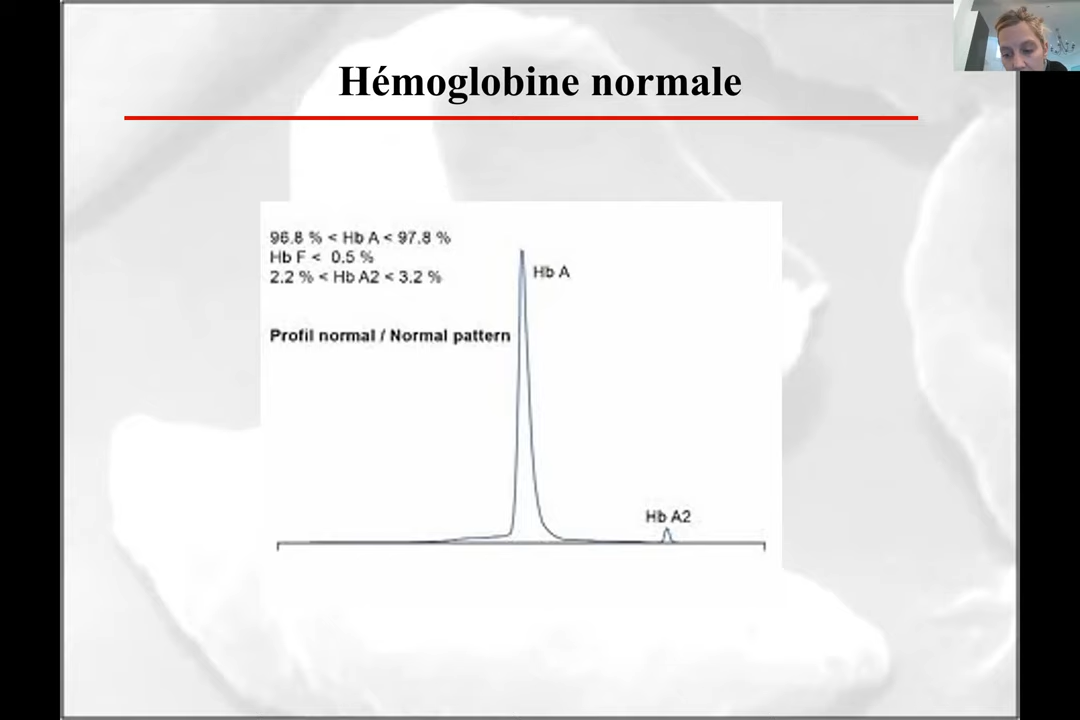 Hémoglobine normale
96.8 % < Hb A < 97.8 %
Hb F < 0.5 %
2.2 % < Hb A2 < 3.2 %
Hb A
Profil normal / Normal pattern
Hb A2